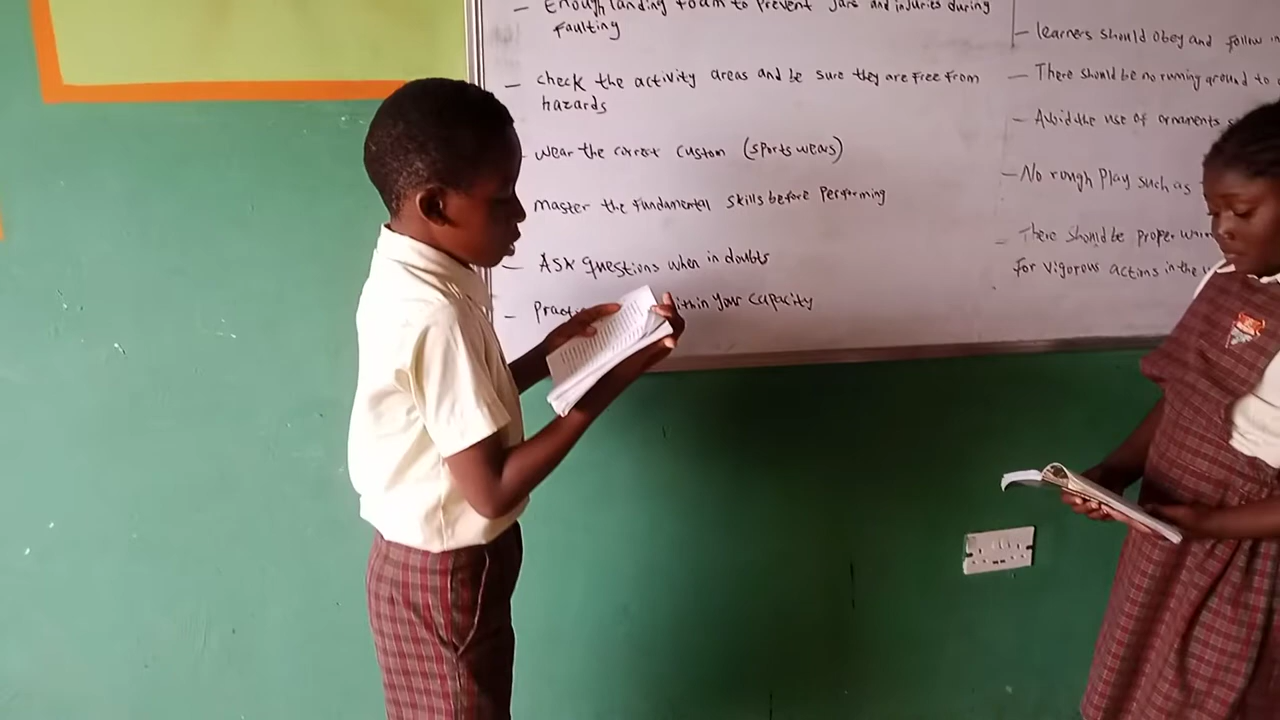 - Enough landing foam to prevent jars and injuries during
Faulting
- check the activity areas and be sure they are free from
hazards
- wear the correct custom (sports wears)
master the fundamental skills before Performing
- Ask questions when in doubts
- within your capacity
- learners should obey and follow
- There should be no runing around to
- Avoid the use of ornaments
- No rough play such as
- There should be proper
for vigorous actions in the